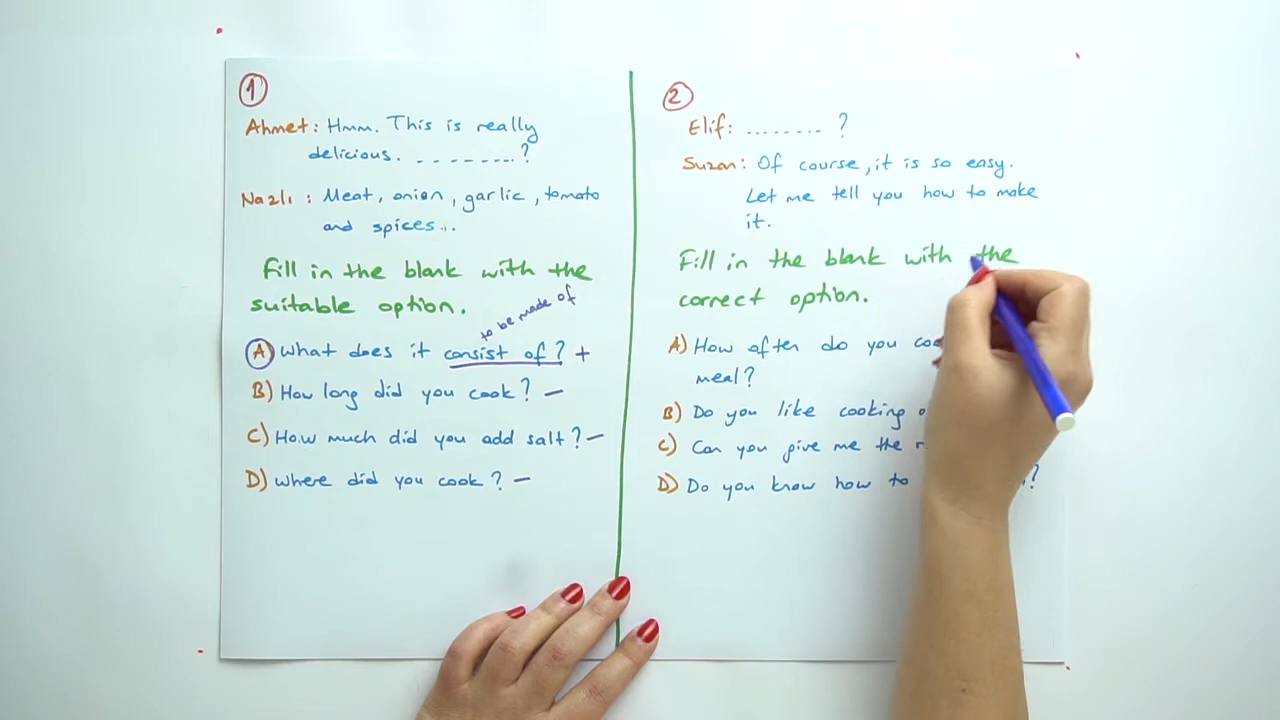 1
Ahmet: Hmm. This is really
delicious. ---------?
Nazlı: Meat, onion, garlic, tomato
and spices...
Fill in the blank with the
suitable option.
to be made of
A) What does it consist of? +
B) How long did you cook? –
C) How much did you add salt? –
D) Where did you cook? –
2
Elif: ........ ?
Suzan: Of course, it is so easy.
Let me tell you how to make
it.
Fill in the blank with the
correct option.
A) How often do you
meal?
B) Do you like cooking
C) Can you give me the
D) Do you know how to ?